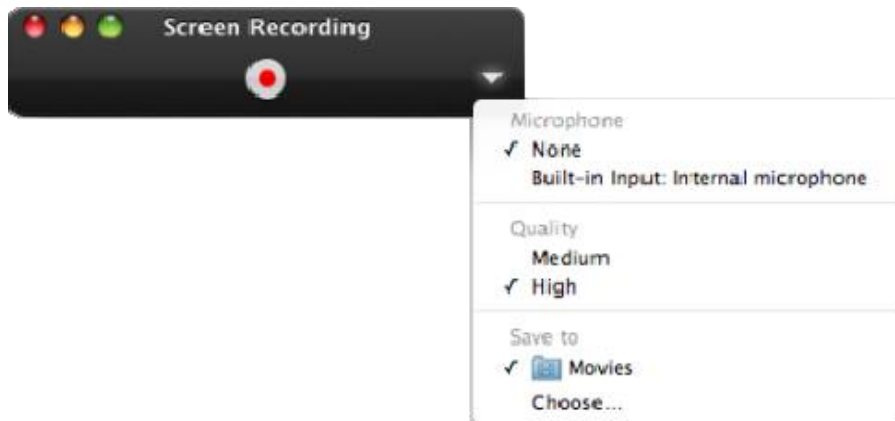 Screen Recording
Microphone
✓ None
Built-in Input: Internal microphone
Quality
Medium
✓ High
Save to
✓ Movies
Choose...